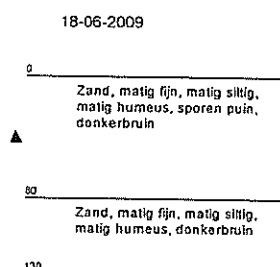 18-06-2009
0
Zand, matig fijn, matig siltig,
matig humeus, sporen puin,
donkerbruin
80
Zand, matig fijn, matig siltig,
matig humeus, donkerbruin
130